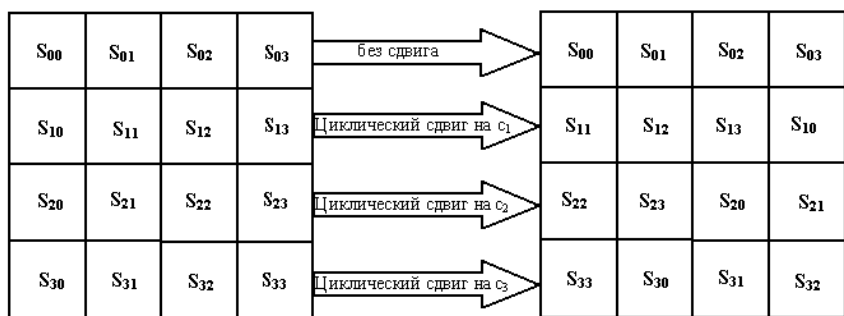 S₀₀ S₀₁ S₀₂ S₀₃ без сдвига S₀₀ S₀₁ S₀₂ S₀₃
S₁₀ S₁₁ S₁₂ S₁₃ Циклический сдвиг на c₁ S₁₁ S₁₂ S₁₃ S₁₀
S₂₀ S₂₁ S₂₂ S₂₃ Циклический сдвиг на c₂ S₂₂ S₂₃ S₂₀ S₂₁
S₃₀ S₃₁ S₃₂ S₃₃ Циклический сдвиг на c₃ S₃₃ S₃₀ S₃₁ S₃₂